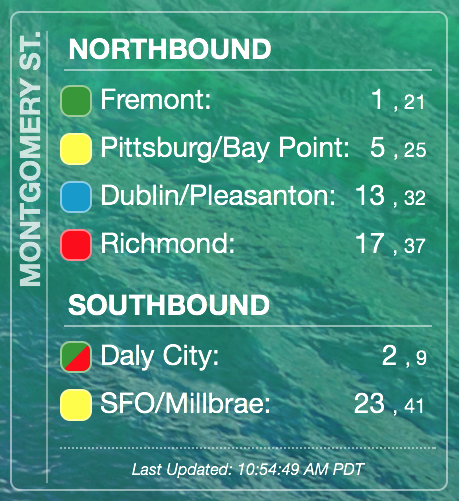 MONTGOMERY ST.
NORTHBOUND
Fremont: 1 , 21
Pittsburg/Bay Point: 5 , 25
Dublin/Pleasanton: 13 , 32
Richmond: 17 , 37
SOUTHBOUND
Daly City: 2 , 9
SFO/Millbrae: 23 , 41
Last Updated: 10:54:49 AM PDT